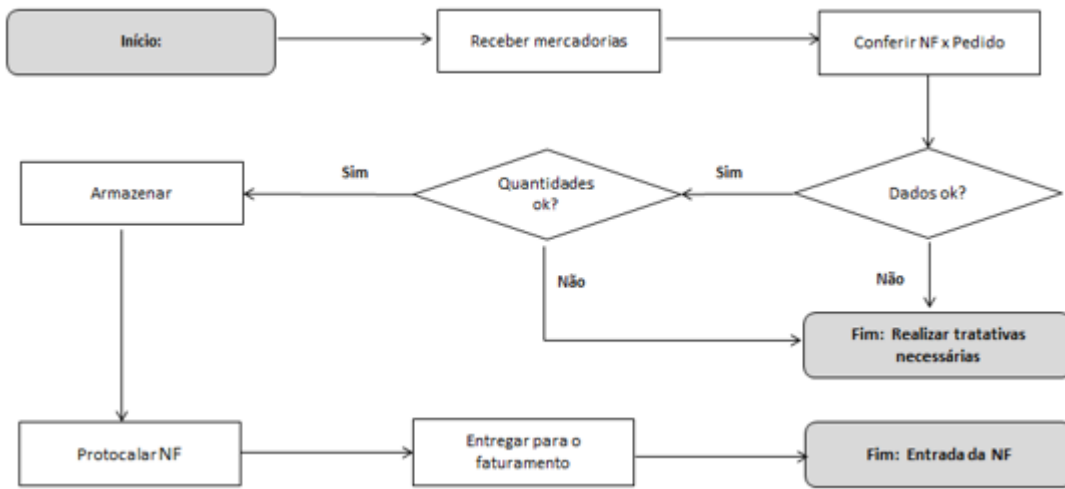 Início:
Receber mercadorias
Conferir NF x Pedido
Dados ok?
Sim
Quantidades
ok?
Sim
Armazenar
Não
Não
Fim: Realizar tratativas
necessárias
Protocalar NF
Entregar para o
faturamento
Fim: Entrada da NF